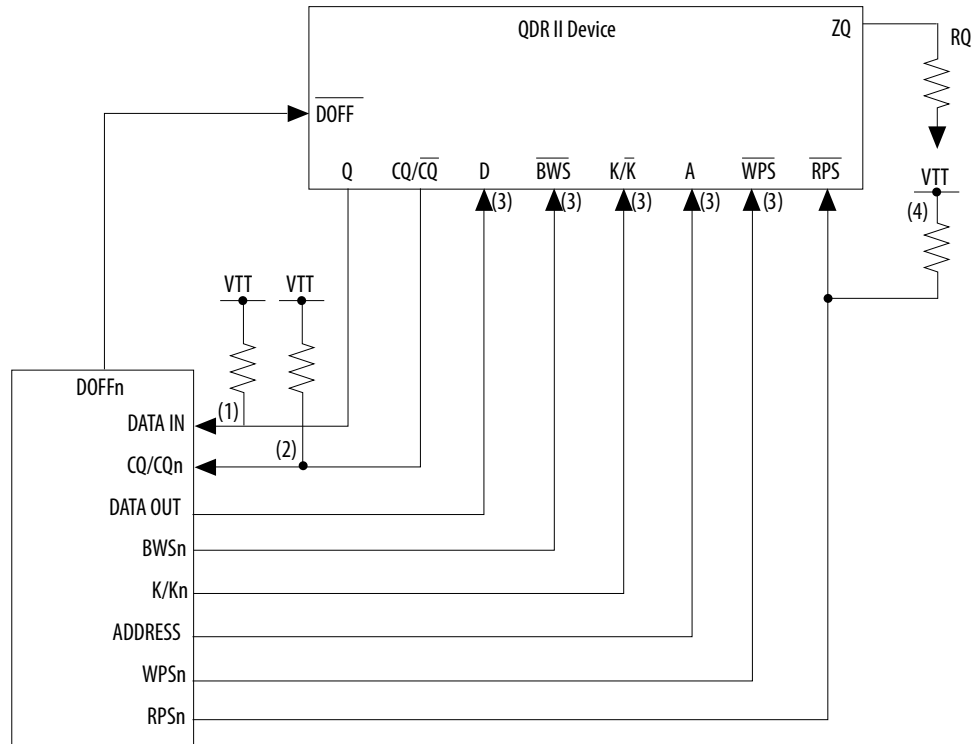 QDR II Device
ZQ
RQ
DOFF
Q CQ/CQ D BWS K/K A WPS RPS
(3) (3) (3) (3) (3)
VTT
(4)
VTT VTT
DOFFn
DATA IN (1)
CQ/CQn (2)
DATA OUT
BWSn
K/Kn
ADDRESS
WPSn
RPSn